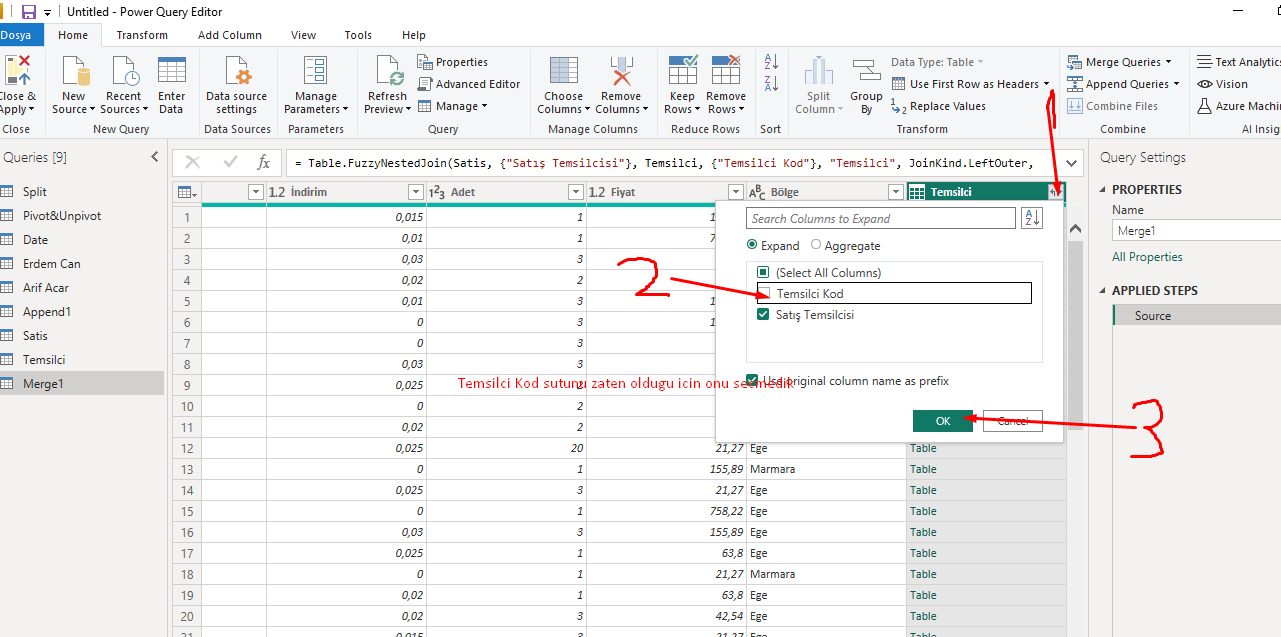 Untitled - Power Query Editor
Dosya Home Transform Add Column View Tools Help
Close & Apply
New Source
Recent Sources
Enter Data
Data source settings
Manage Parameters
Refresh Preview
Properties
Advanced Editor
Manage
Choose Columns
Remove Columns
Keep Rows
Remove Rows
Split Column
Group By
Data Type: Table
Use First Row as Headers
Replace Values
Merge Queries
Append Queries
Combine Files
Text Analytics
Vision
Azure Machin
Close New Query Data Sources Parameters Query Manage Columns Reduce Rows Sort Transform Combine AI Insig
1
Queries [9]
Split
Pivot&Unpivot
Date
Erdem Can
Arif Acar
Append1
Satis
Temsilci
Merge1
fx = Table.FuzzyNestedJoin(Satis, {"Satış Temsilcisi"}, Temsilci, {"Temsilci Kod"}, "Temsilci", JoinKind.LeftOuter,
1.2 İndirim 1²3 Adet 1.2 Fiyat ABC Bölge Temsilci
1 0,015 1 1
2 0,01 1 7
3 0,03 3
4 0,02 2
5 0,01 3 1
6 0 3 1
7 0 3
8 0,03 3
9 0,025 2
10 0 2
11 0,02 2
12 0,025 20 21,27 Ege Table
13 0 1 155,89 Marmara Table
14 0,025 3 21,27 Ege Table
15 0 1 758,22 Ege Table
16 0,03 3 155,89 Ege Table
17 0,025 1 63,8 Ege Table
18 0 1 21,27 Marmara Table
19 0,02 1 63,8 Ege Table
20 0,02 3 42,54 Ege Table
21 0,015 3 21,27 Ege Table
Search Columns to Expand
Expand Aggregate
(Select All Columns)
Temsilci Kod
Satış Temsilcisi
Use original column name as prefix
OK Cancel
2
Temsilci Kod sutunu zaten oldugu icin onu secmedik
3
Query Settings
PROPERTIES
Name
Merge1
All Properties
APPLIED STEPS
Source